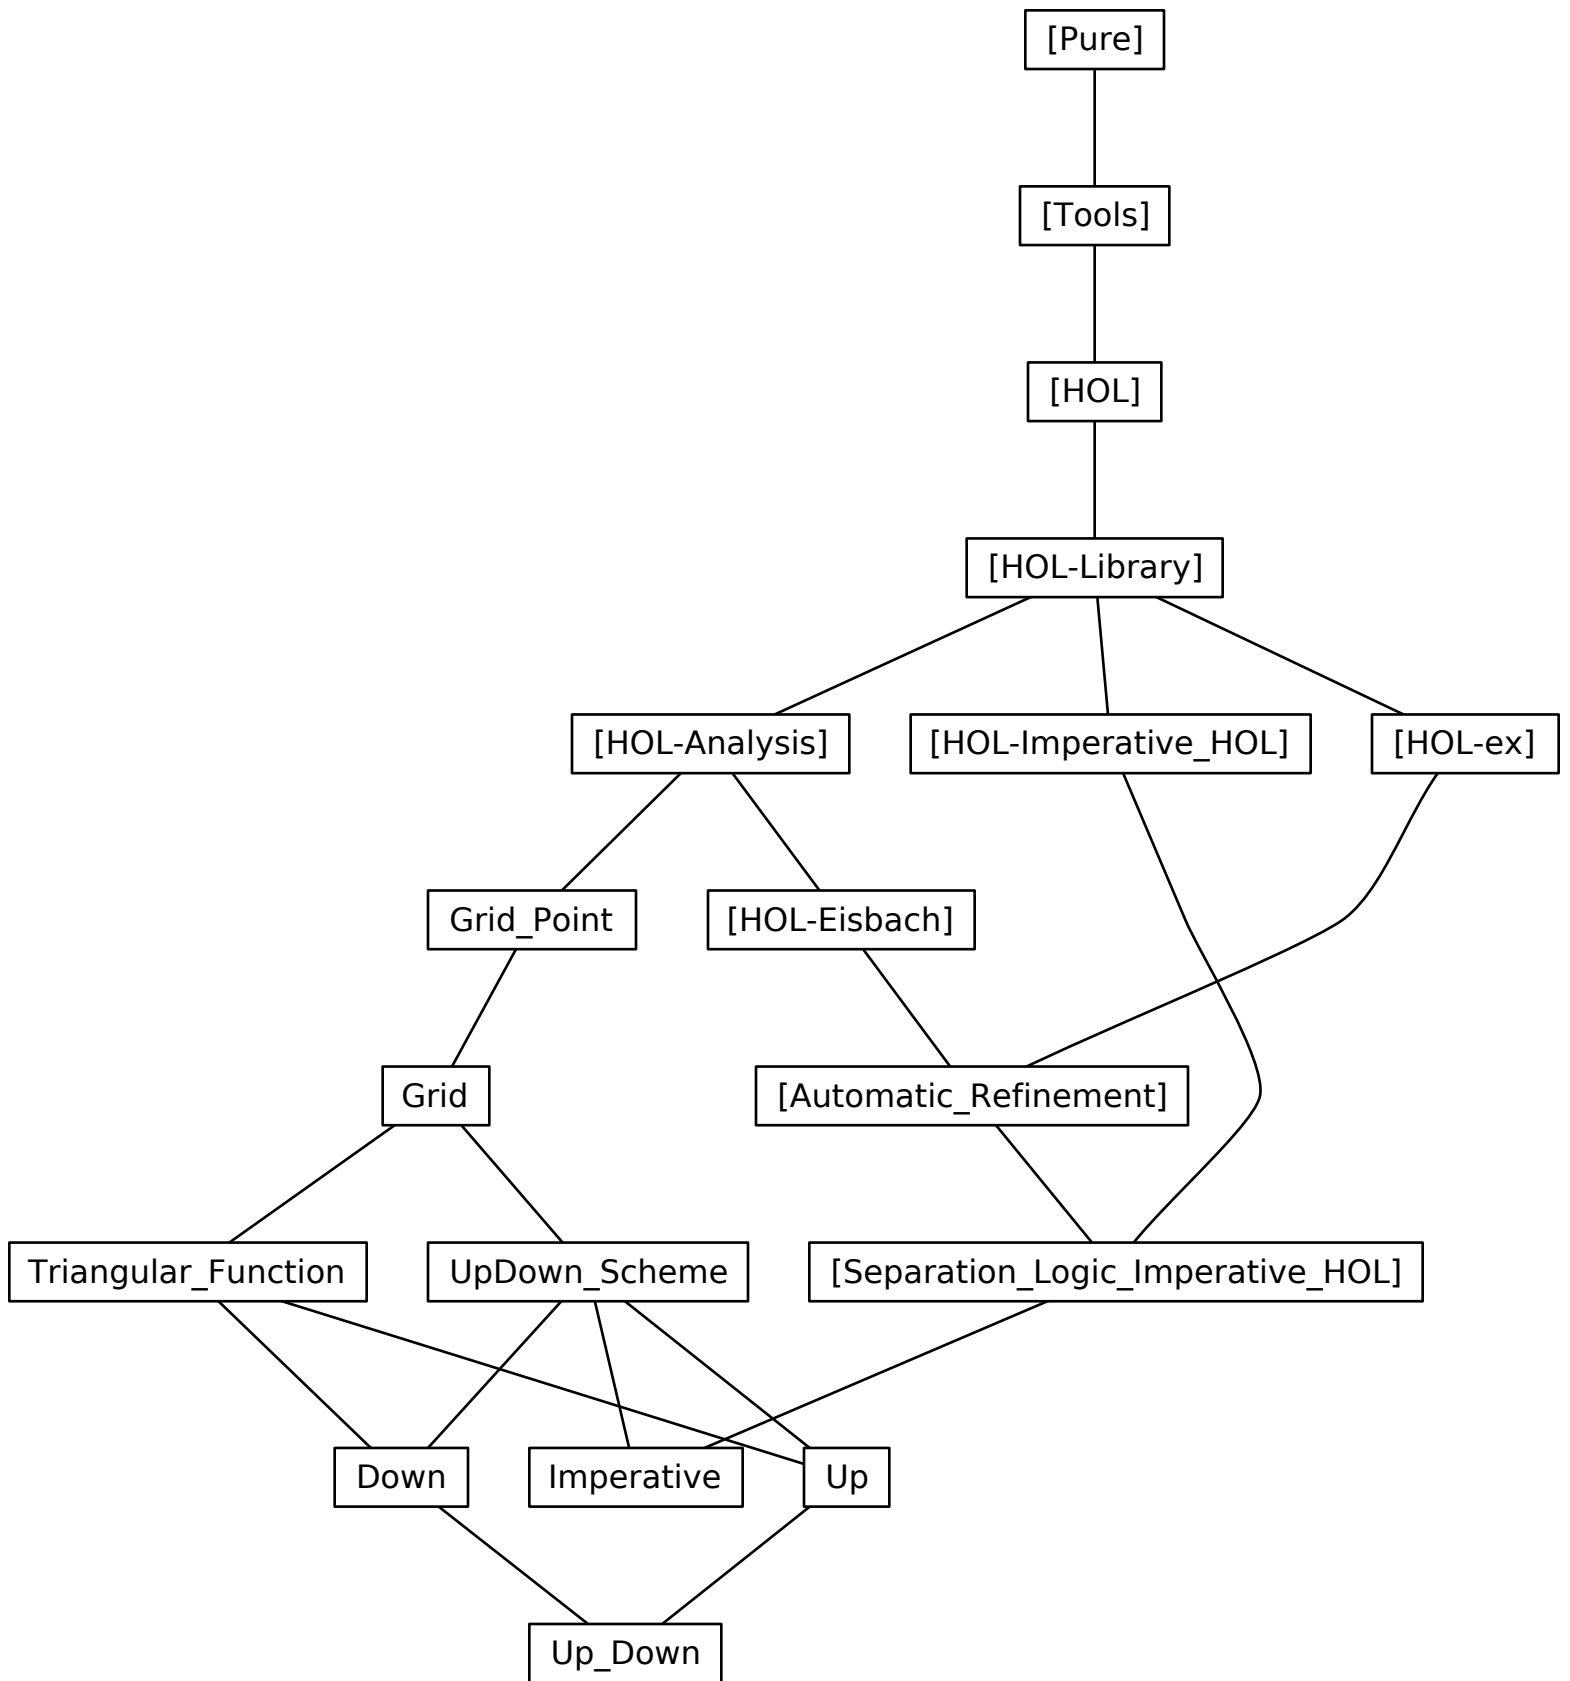 [Pure]
[Tools]
[HOL]
[HOL-Library]
[HOL-Analysis]
[HOL-Imperative_HOL]
[HOL-ex]
Grid_Point
[HOL-Eisbach]
Grid
[Automatic_Refinement]
Triangular_Function
UpDown_Scheme
[Separation_Logic_Imperative_HOL]
Down
Imperative
Up
Up_Down